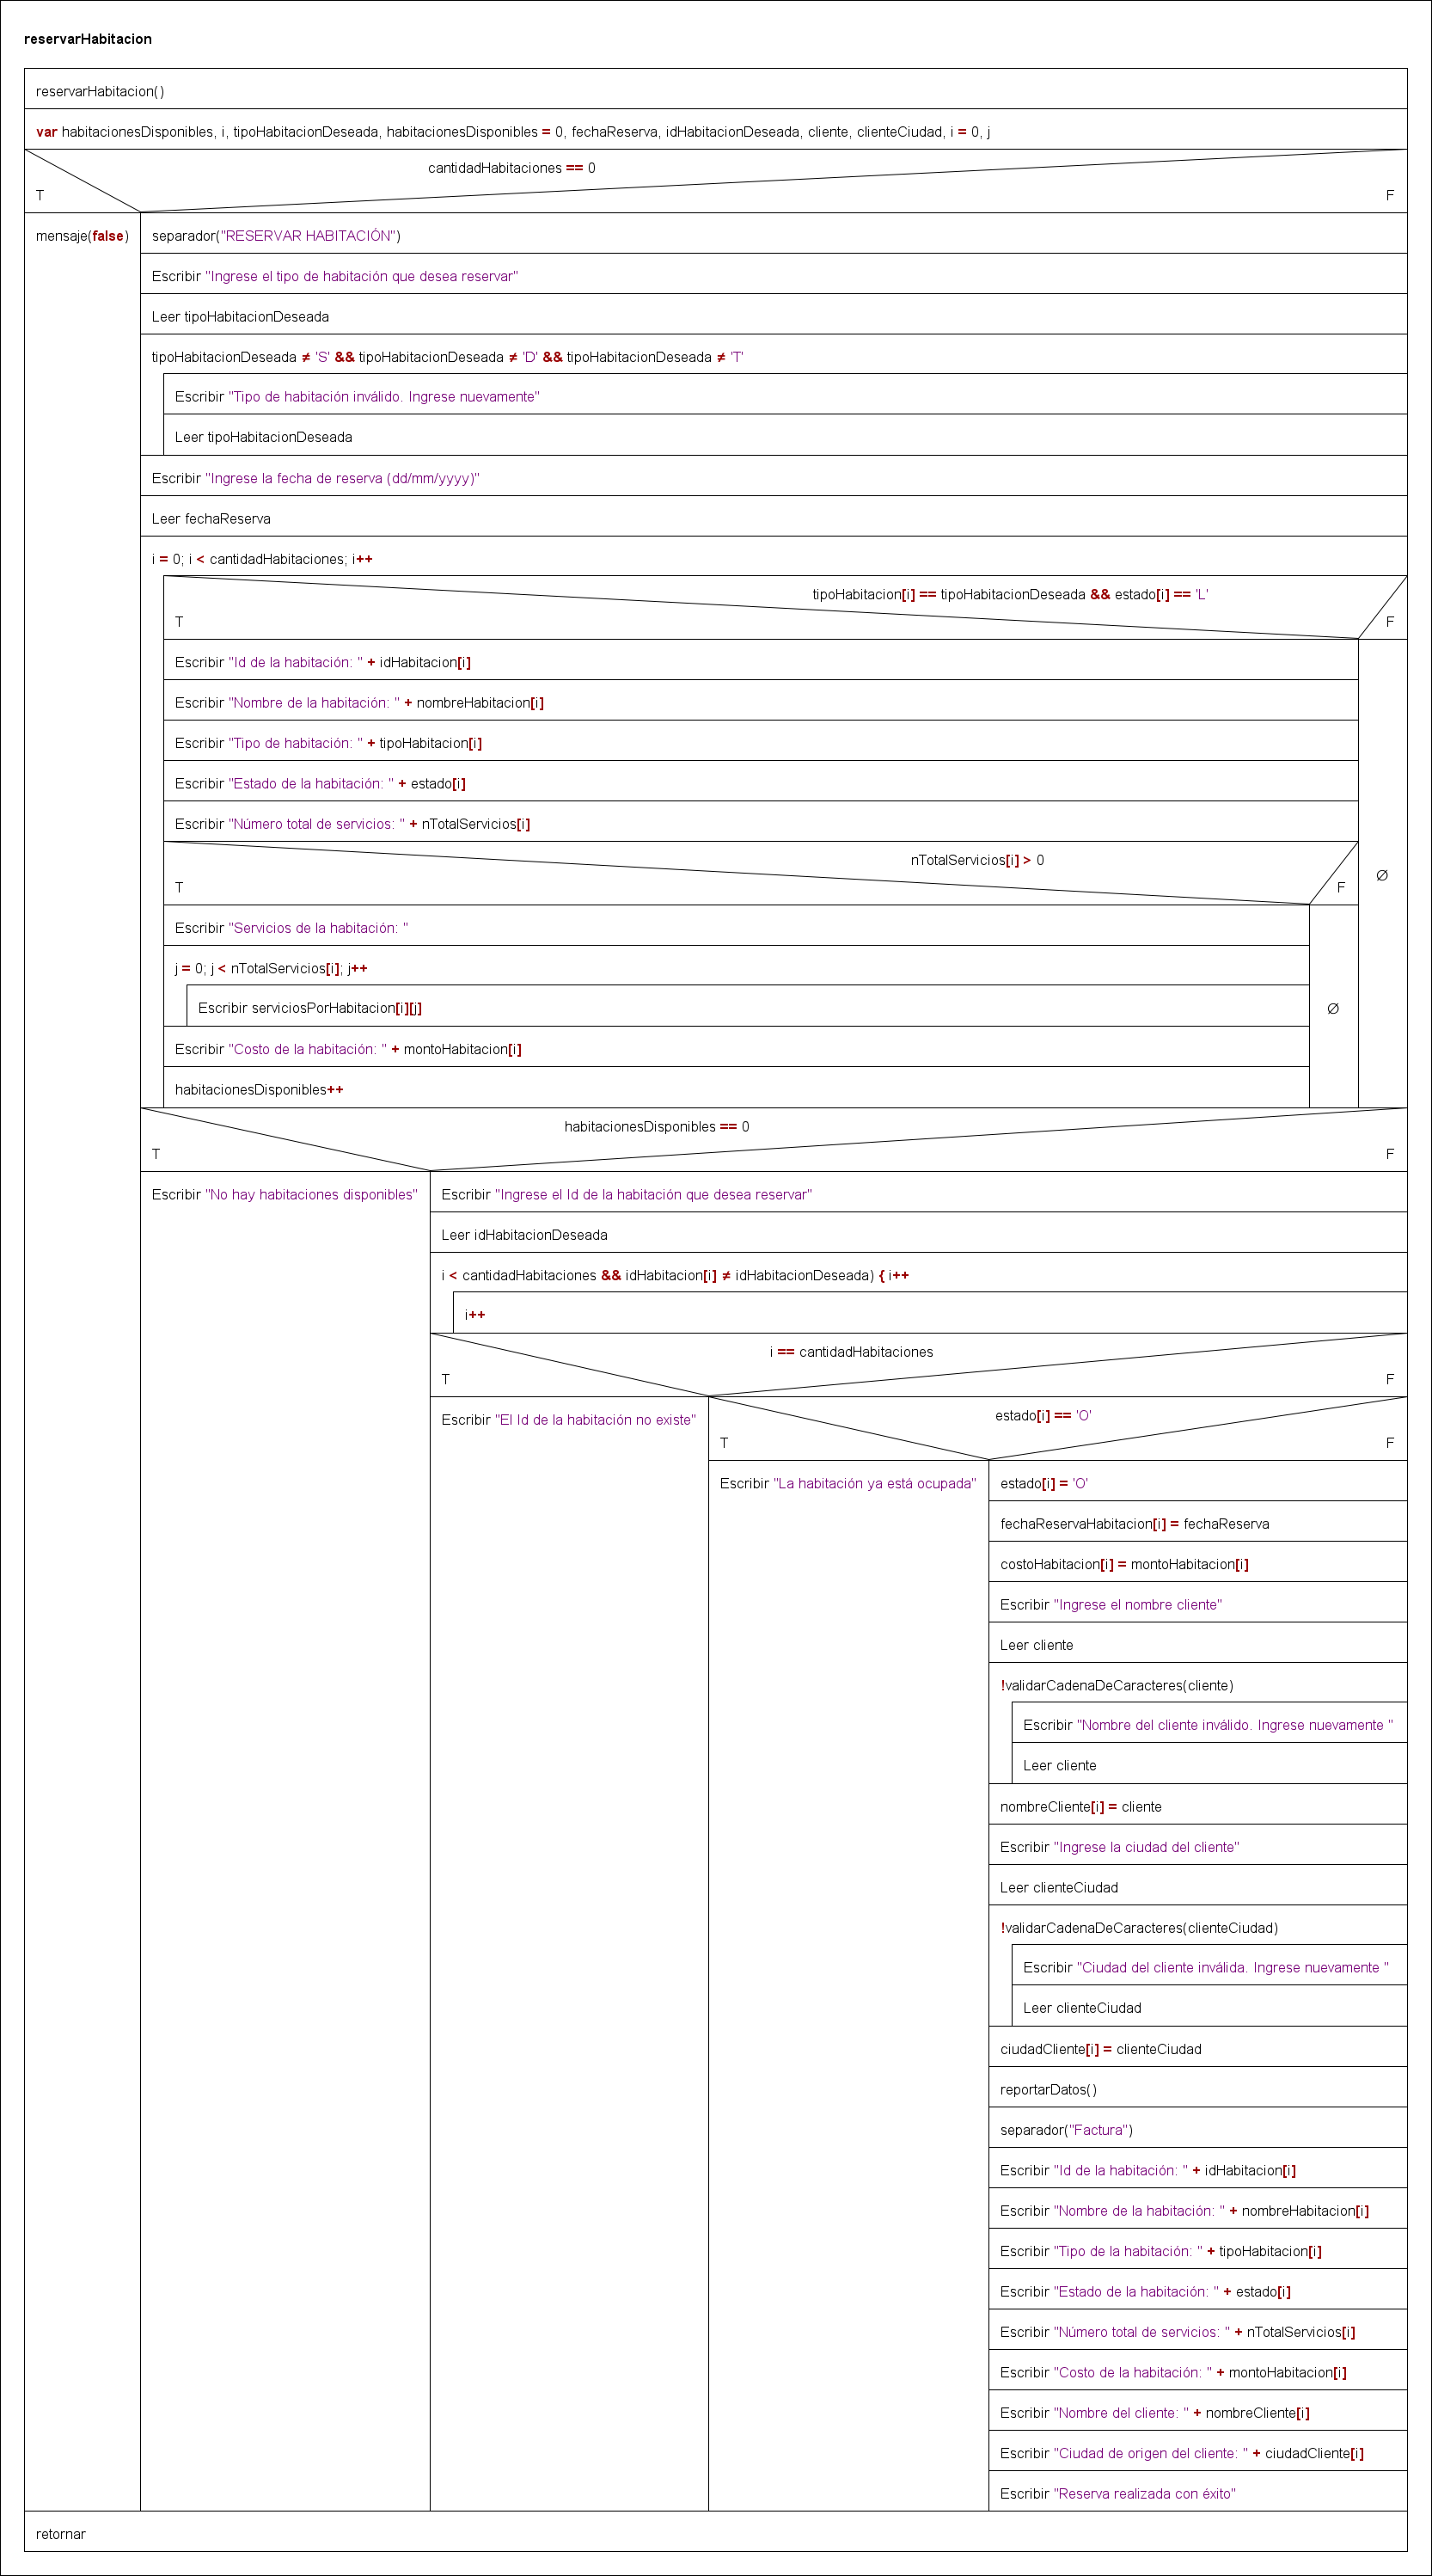 reservarHabitacion
reservarHabitacion()
var habitacionesDisponibles, i, tipoHabitacionDeseada, habitacionesDisponibles = 0, fechaReserva, idHabitacionDeseada, cliente, clienteCiudad, i = 0, j
cantidadHabitaciones == 0
T F
mensaje(false)
separador("RESERVAR HABITACIÓN")
Escribir "Ingrese el tipo de habitación que desea reservar"
Leer tipoHabitacionDeseada
tipoHabitacionDeseada ≠ 'S' && tipoHabitacionDeseada ≠ 'D' && tipoHabitacionDeseada ≠ 'T'
Escribir "Tipo de habitación inválido. Ingrese nuevamente"
Leer tipoHabitacionDeseada
Escribir "Ingrese la fecha de reserva (dd/mm/yyyy)"
Leer fechaReserva
i = 0; i < cantidadHabitaciones; i++
tipoHabitacion[i] == tipoHabitacionDeseada && estado[i] == 'L'
T F
Escribir "Id de la habitación: " + idHabitacion[i]
Escribir "Nombre de la habitación: " + nombreHabitacion[i]
Escribir "Tipo de habitación: " + tipoHabitacion[i]
Escribir "Estado de la habitación: " + estado[i]
Escribir "Número total de servicios: " + nTotalServicios[i]
nTotalServicios[i] > 0
∅
T F
Escribir "Servicios de la habitación: "
j = 0; j < nTotalServicios[i]; j++
Escribir serviciosPorHabitacion[i][j]
∅
Escribir "Costo de la habitación: " + montoHabitacion[i]
habitacionesDisponibles++
habitacionesDisponibles == 0
T F
Escribir "No hay habitaciones disponibles"
Escribir "Ingrese el Id de la habitación que desea reservar"
Leer idHabitacionDeseada
i < cantidadHabitaciones && idHabitacion[i] ≠ idHabitacionDeseada) { i++
i++
i == cantidadHabitaciones
T F
Escribir "El Id de la habitación no existe"
estado[i] == 'O'
T F
Escribir "La habitación ya está ocupada"
estado[i] = 'O'
fechaReservaHabitacion[i] = fechaReserva
costoHabitacion[i] = montoHabitacion[i]
Escribir "Ingrese el nombre cliente"
Leer cliente
!validarCadenaDeCaracteres(cliente)
Escribir "Nombre del cliente inválido. Ingrese nuevamente "
Leer cliente
nombreCliente[i] = cliente
Escribir "Ingrese la ciudad del cliente"
Leer clienteCiudad
!validarCadenaDeCaracteres(clienteCiudad)
Escribir "Ciudad del cliente inválida. Ingrese nuevamente "
Leer clienteCiudad
ciudadCliente[i] = clienteCiudad
reportarDatos()
separador("Factura")
Escribir "Id de la habitación: " + idHabitacion[i]
Escribir "Nombre de la habitación: " + nombreHabitacion[i]
Escribir "Tipo de la habitación: " + tipoHabitacion[i]
Escribir "Estado de la habitación: " + estado[i]
Escribir "Número total de servicios: " + nTotalServicios[i]
Escribir "Costo de la habitación: " + montoHabitacion[i]
Escribir "Nombre del cliente: " + nombreCliente[i]
Escribir "Ciudad de origen del cliente: " + ciudadCliente[i]
Escribir "Reserva realizada con éxito"
retornar